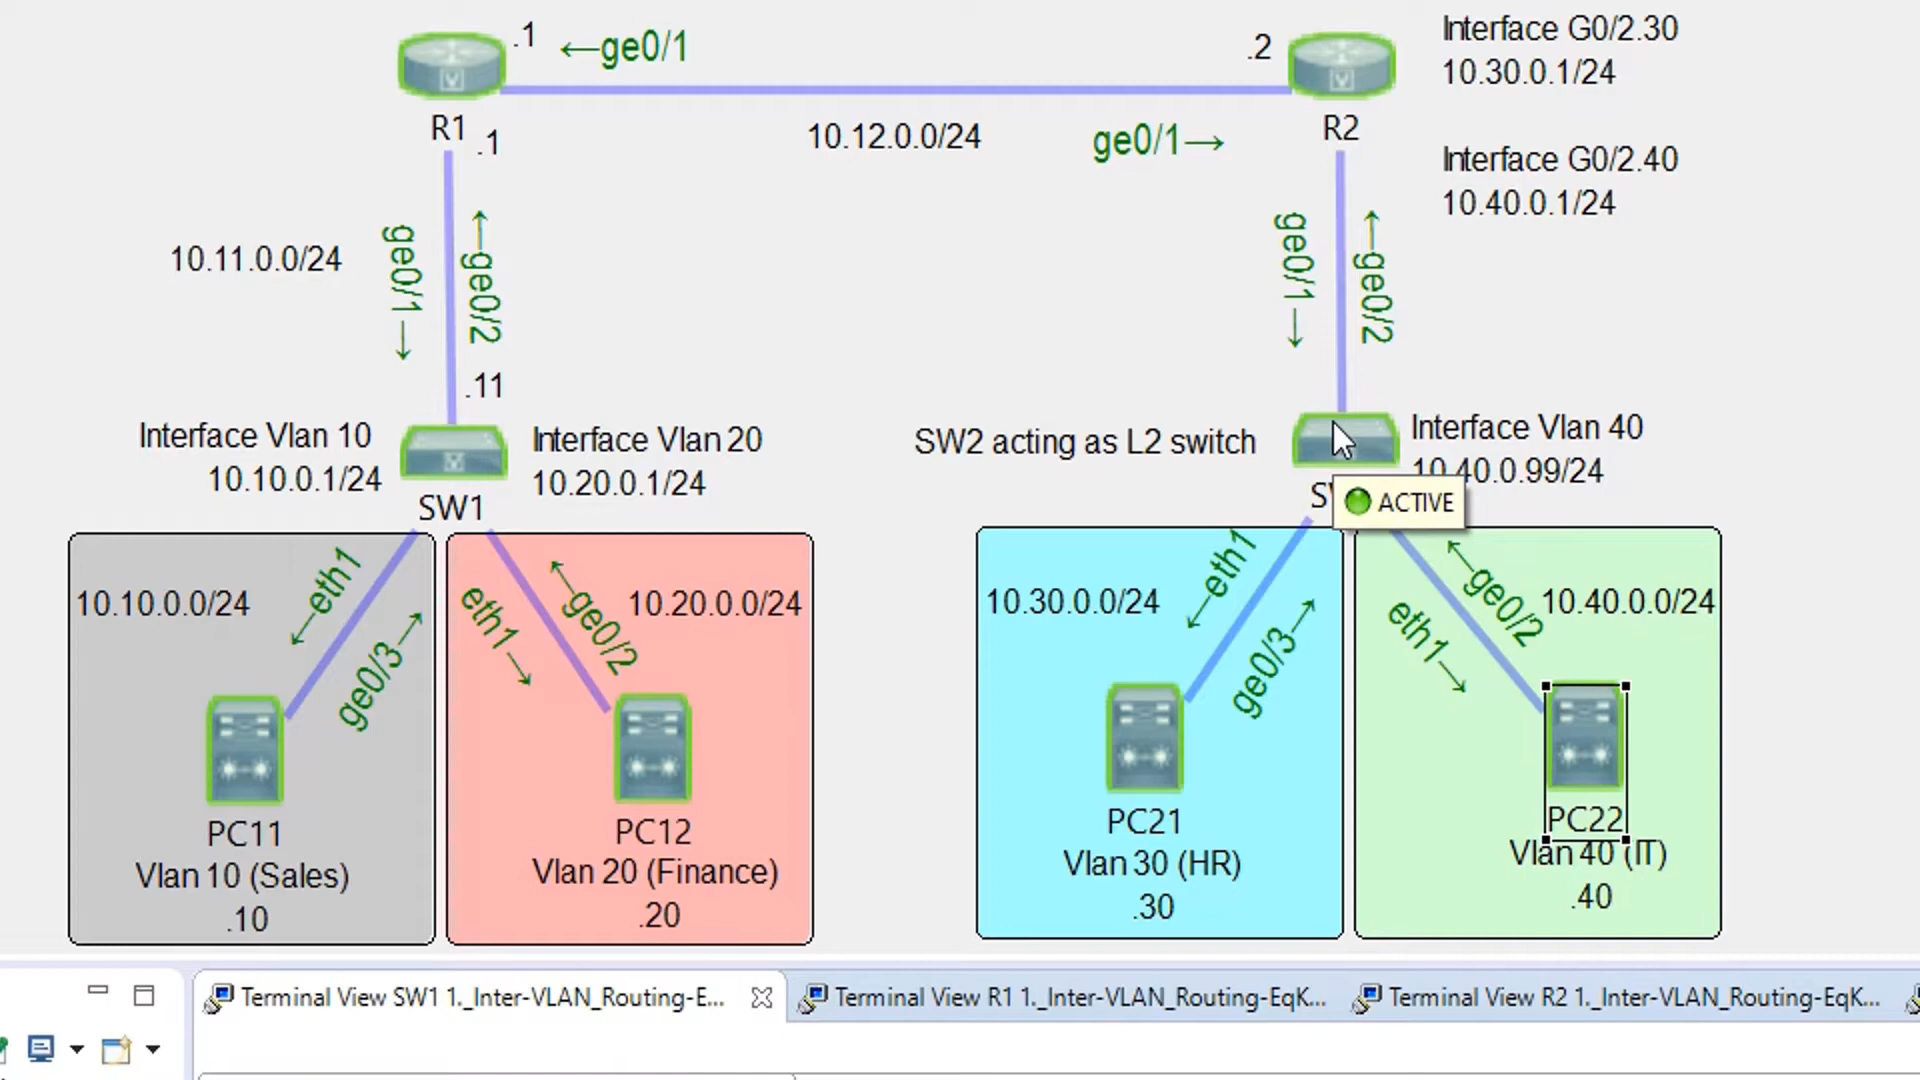 .1
←ge0/1
.2
Interface G0/2.30
10.30.0.1/24
R1
.1
10.12.0.0/24
ge0/1→
R2
Interface G0/2.40
10.40.0.1/24
10.11.0.0/24
ge0/1→
←ge0/2
ge0/1→
←ge0/2
.11
Interface Vlan 10
10.10.0.1/24
Interface Vlan 20
10.20.0.1/24
SW1
SW2 acting as L2 switch
Interface Vlan 40
10.40.0.99/24
ACTIVE
10.10.0.0/24
←eth1
ge0/3→
eth1→
←ge0/2
10.20.0.0/24
10.30.0.0/24
←eth1
ge0/3→
eth1→
←ge0/2
10.40.0.0/24
PC11
Vlan 10 (Sales)
.10
PC12
Vlan 20 (Finance)
.20
PC21
Vlan 30 (HR)
.30
PC22
Vlan 40 (IT)
.40
Terminal View SW1 1._Inter-VLAN_Routing-E...
Terminal View R1 1._Inter-VLAN_Routing-EqK...
Terminal View R2 1._Inter-VLAN_Routing-EqK...